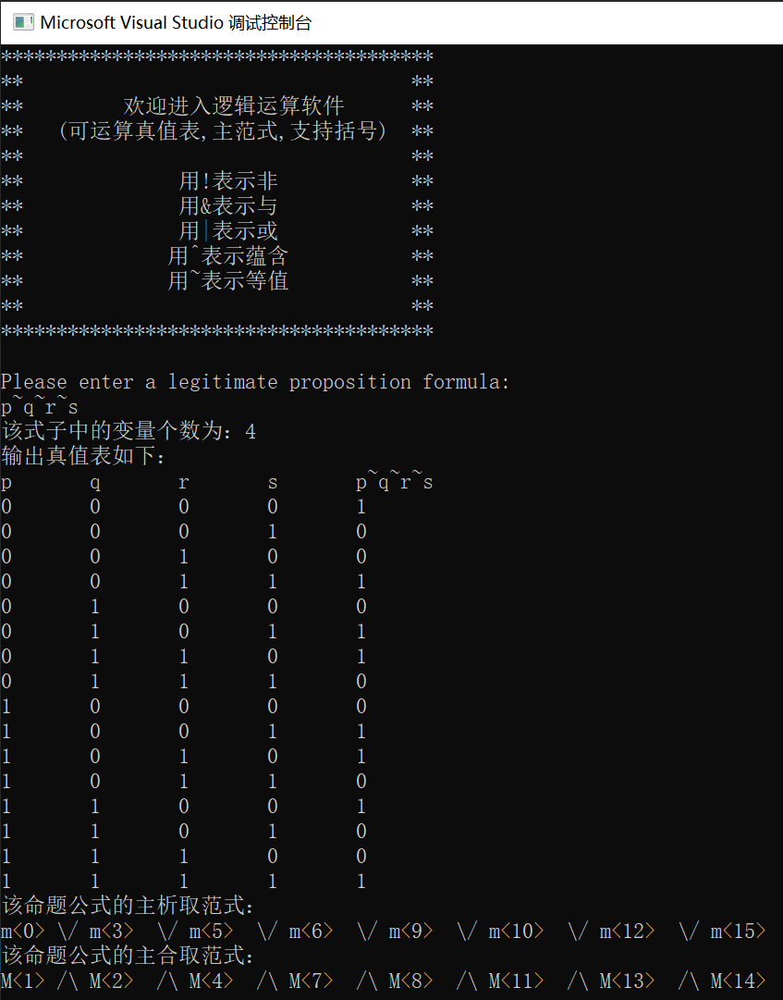 Microsoft Visual Studio 调试控制台
***************************************
**                                   **
**         欢迎进入逻辑运算软件      **
**   (可运算真值表,主范式,支持括号)  **
**                                   **
**              用!表示非            **
**              用&表示与            **
**              用|表示或            **
**             用^表示蕴含           **
**             用~表示等值           **
**                                   **
***************************************
Please enter a legitimate proposition formula:
p~q~r~s
该式子中的变量个数为：4
输出真值表如下：
p       q       r       s       p~q~r~s
0       0       0       0       1
0       0       0       1       0
0       0       1       0       0
0       0       1       1       1
0       1       0       0       0
0       1       0       1       1
0       1       1       0       1
0       1       1       1       0
1       0       0       0       0
1       0       0       1       1
1       0       1       0       1
1       0       1       1       0
1       1       0       0       1
1       1       0       1       0
1       1       1       0       0
1       1       1       1       1
该命题公式的主析取范式：
m<0> \/ m<3>  \/ m<5>  \/ m<6>  \/ m<9>  \/ m<10>  \/ m<12>  \/ m<15>
该命题公式的主合取范式：
M<1> /\ M<2>  /\ M<4>  /\ M<7>  /\ M<8>  /\ M<11>  /\ M<13>  /\ M<14>